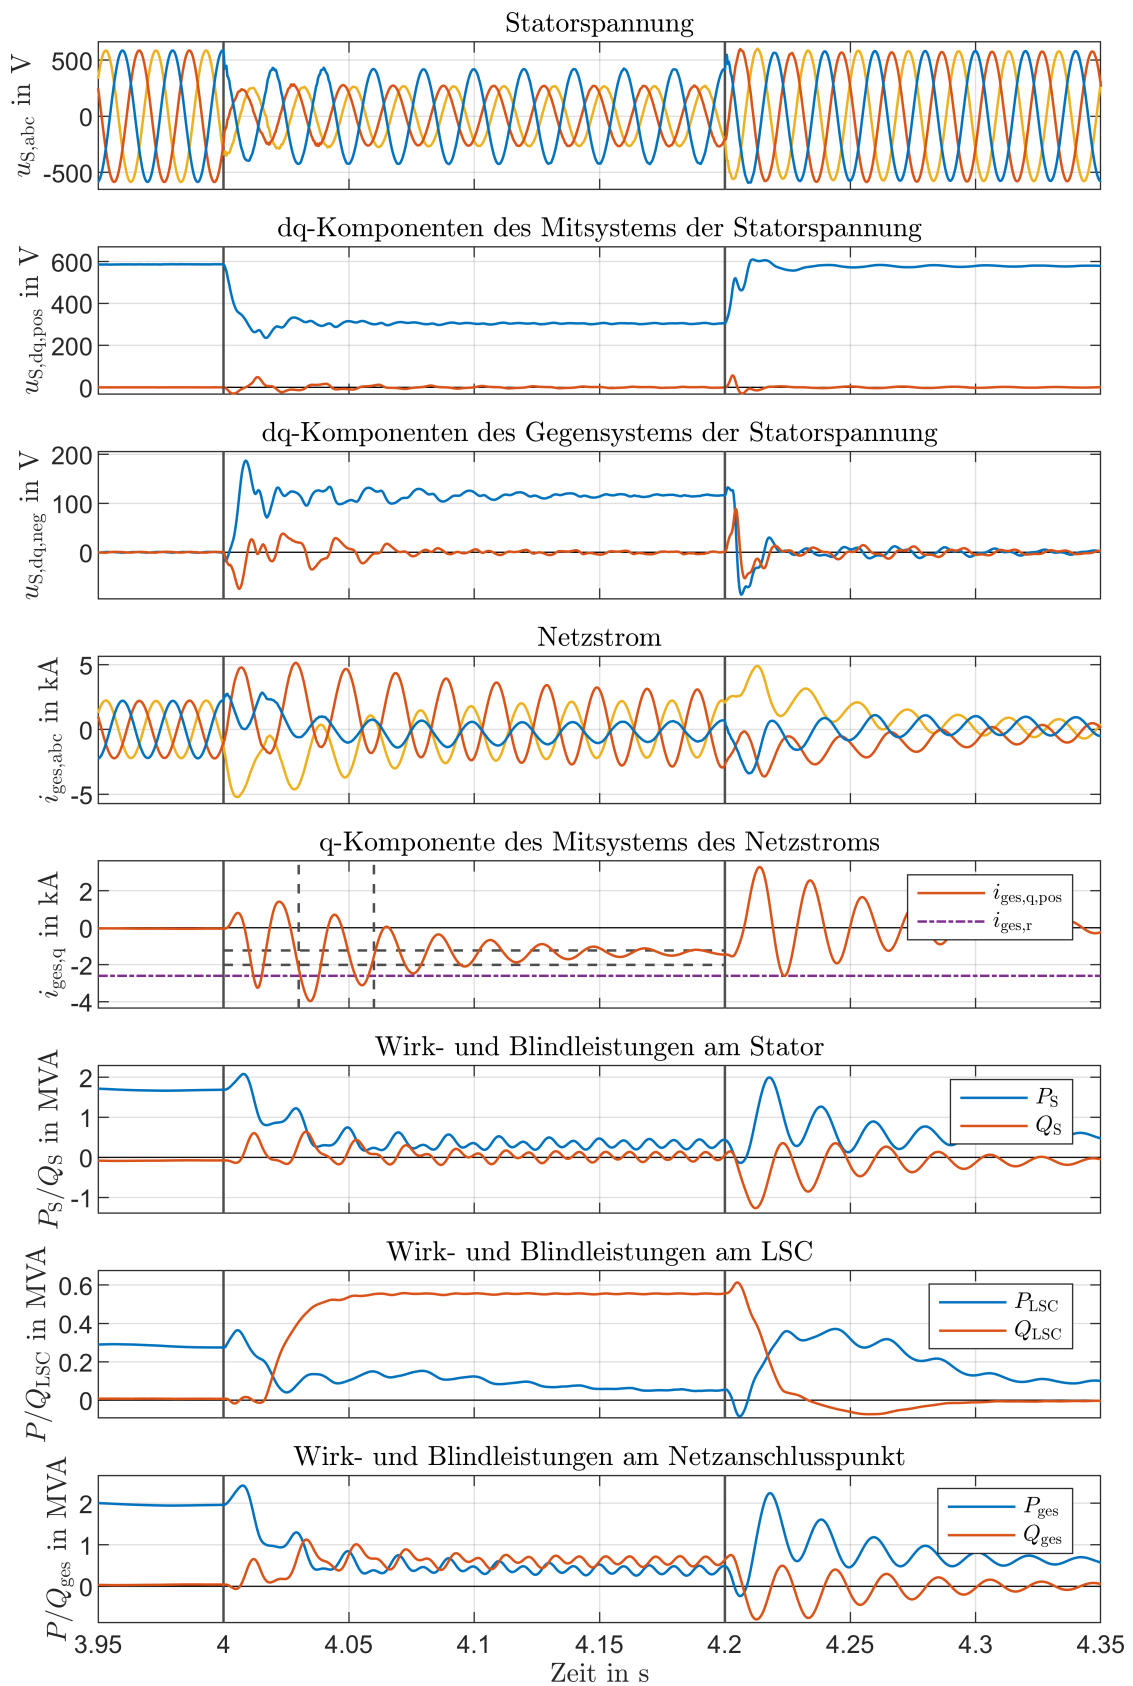 Statorspannung
u_S,abc in V
500
0
-500
dq-Komponenten des Mitsystems der Statorspannung
u_S,dq,pos in V
600
400
200
0
dq-Komponenten des Gegensystems der Statorspannung
u_S,dq,neg in V
200
100
0
Netzstrom
i_ges,abc in kA
5
0
-5
q-Komponente des Mitsystems des Netzstroms
i_ges,q in kA
2
0
-2
-4
i_ges,q,pos
i_ges,r
Wirk- und Blindleistungen am Stator
P_S/Q_S in MVA
2
1
0
-1
P_S
Q_S
Wirk- und Blindleistungen am LSC
P/Q_LSC in MVA
0.6
0.4
0.2
0
P_LSC
Q_LSC
Wirk- und Blindleistungen am Netzanschlusspunkt
P/Q_ges in MVA
2
1
0
P_ges
Q_ges
3.95 4 4.05 4.1 4.15 4.2 4.25 4.3 4.35
Zeit in s